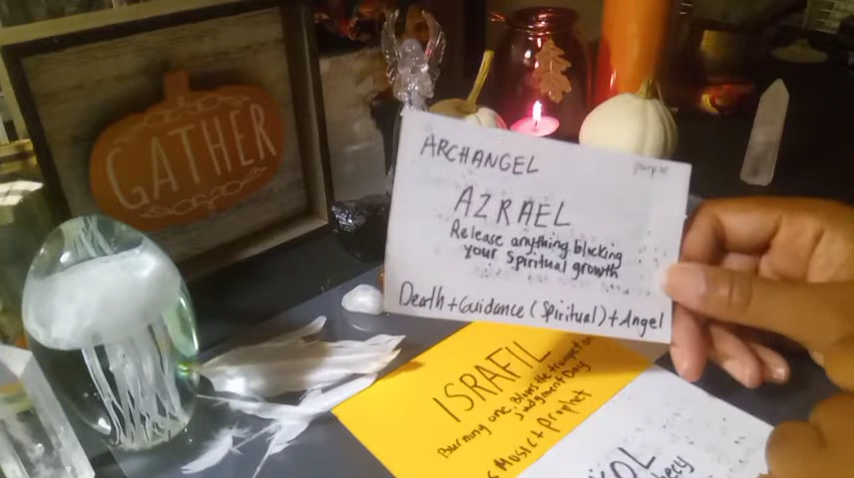 GATHER
ARCHANGEL
purple
AZRAEL
Release anything blocking
your spiritual growth
Death + Guidance (Spiritual) + Angel
ISRAFIL
Burning one, Blows the trumpet on
Judgment Day
Music + Prophet